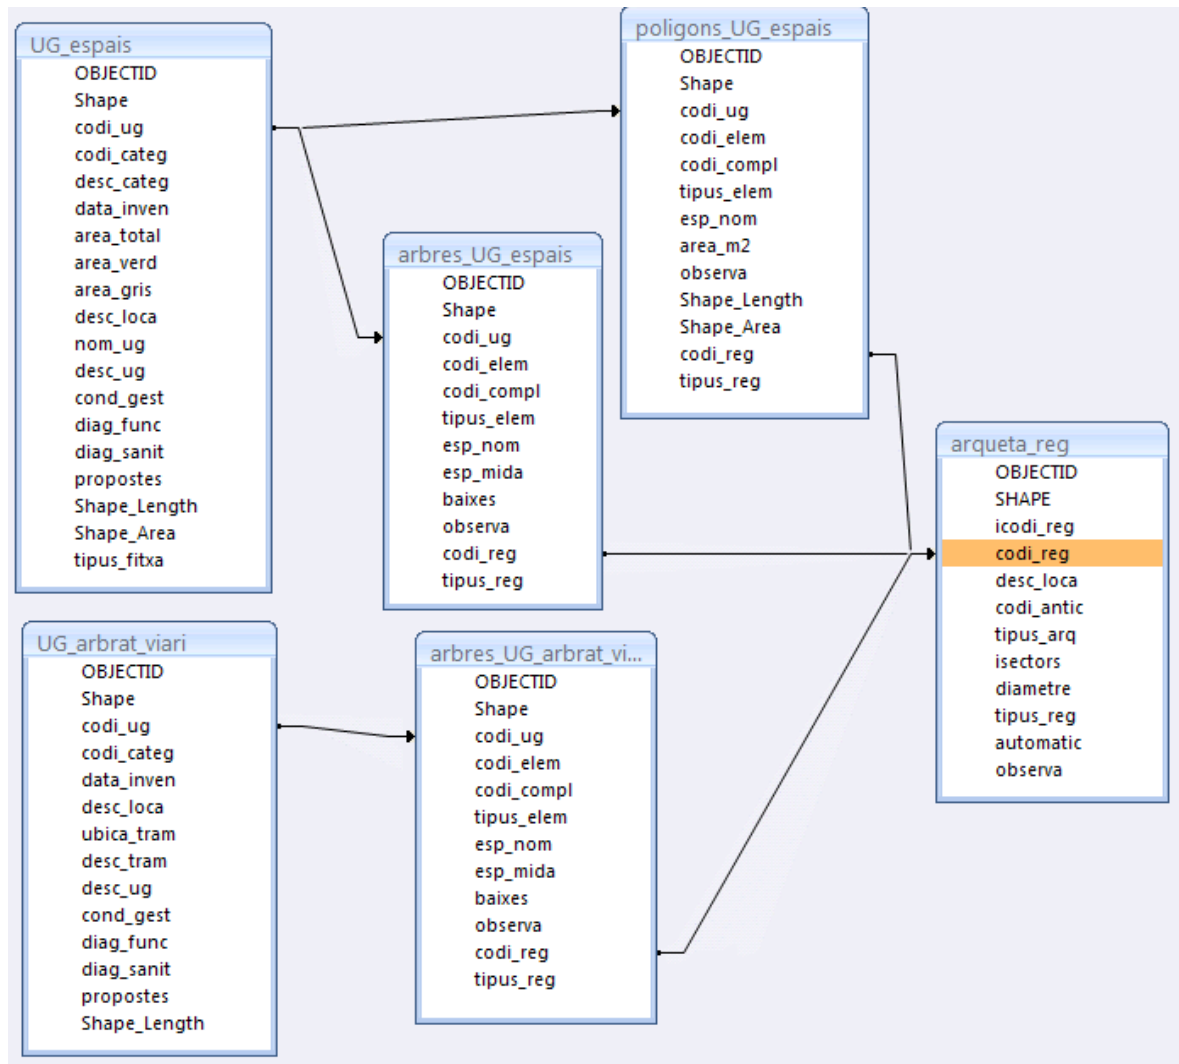 UG_espais
OBJECTID
Shape
codi_ug
codi_categ
desc_categ
data_inven
area_total
area_verd
area_gris
desc_loca
nom_ug
desc_ug
cond_gest
diag_func
diag_sanit
propostes
Shape_Length
Shape_Area
tipus_fitxa
poligons_UG_espais
OBJECTID
Shape
codi_ug
codi_elem
codi_compl
tipus_elem
esp_nom
area_m2
observa
Shape_Length
Shape_Area
codi_reg
tipus_reg
arbres_UG_espais
OBJECTID
Shape
codi_ug
codi_elem
codi_compl
tipus_elem
esp_nom
esp_mida
baixes
observa
codi_reg
tipus_reg
arqueta_reg
OBJECTID
SHAPE
icodi_reg
codi_reg
desc_loca
codi_antic
tipus_arq
isectors
diametre
tipus_reg
automatic
observa
UG_arbrat_viari
OBJECTID
Shape
codi_ug
codi_categ
data_inven
desc_loca
ubica_tram
desc_tram
desc_ug
cond_gest
diag_func
diag_sanit
propostes
Shape_Length
arbres_UG_arbrat_vi...
OBJECTID
Shape
codi_ug
codi_elem
codi_compl
tipus_elem
esp_nom
esp_mida
baixes
observa
codi_reg
tipus_reg